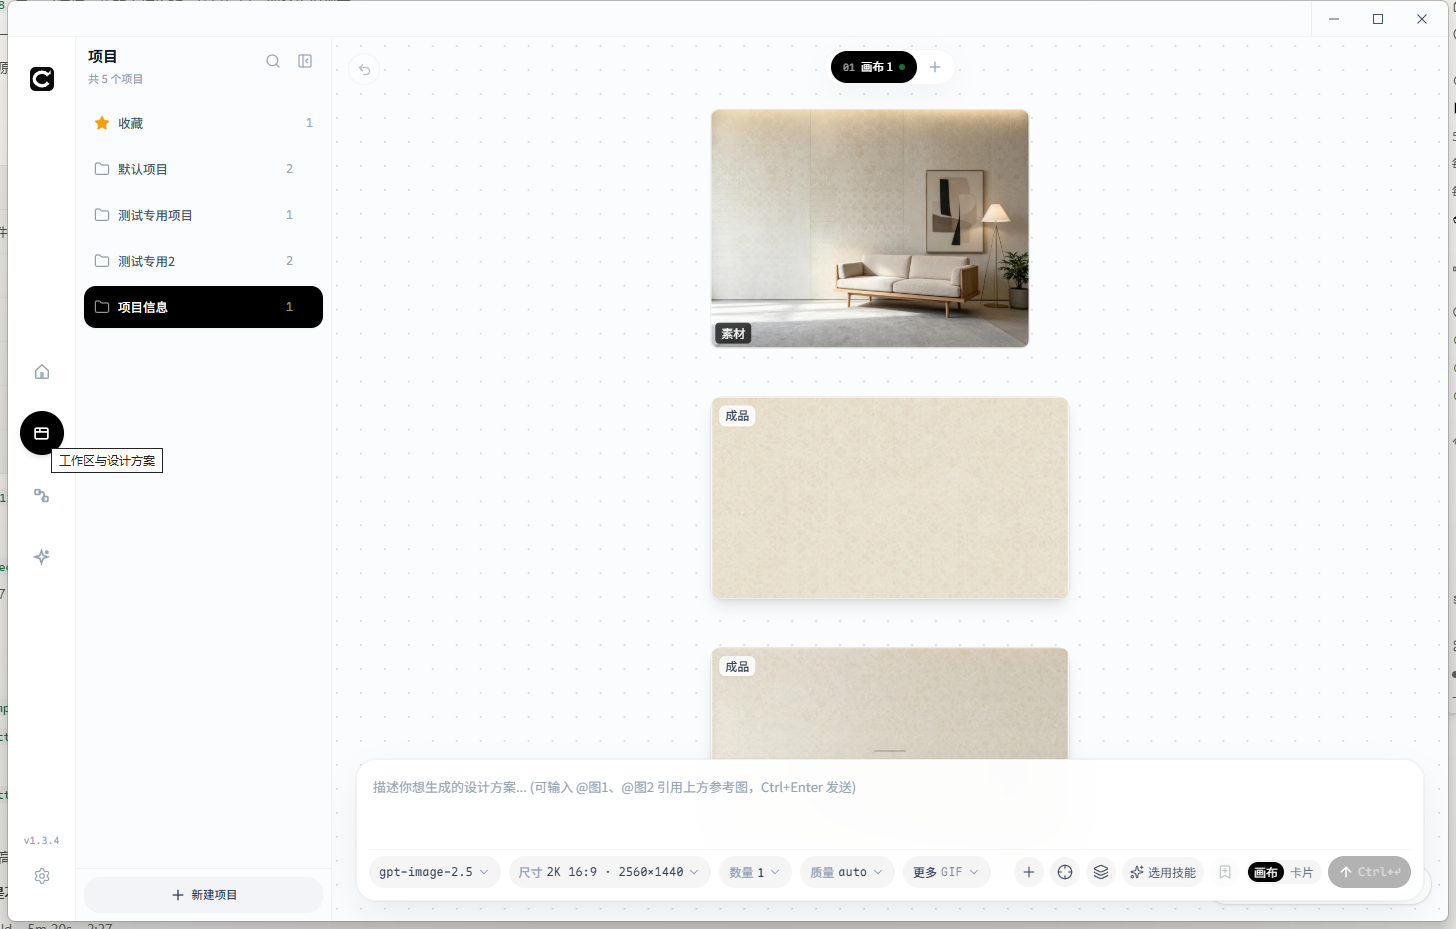 项目
共 5 个项目
收藏 1
默认项目 2
测试专用项目 1
测试专用2 2
项目信息 1
工作区与设计方案
v1.3.4
新建项目
01 画布 1
素材
成品
成品
描述你想生成的设计方案... (可输入 @图1、@图2 引用上方参考图，Ctrl+Enter 发送)
gpt-image-2.5 尺寸 2K 16:9 · 2560×1440 数量 1 质量 auto 更多 GIF 选用技能 画布 卡片 Ctrl+↵
5m 20s 2:27